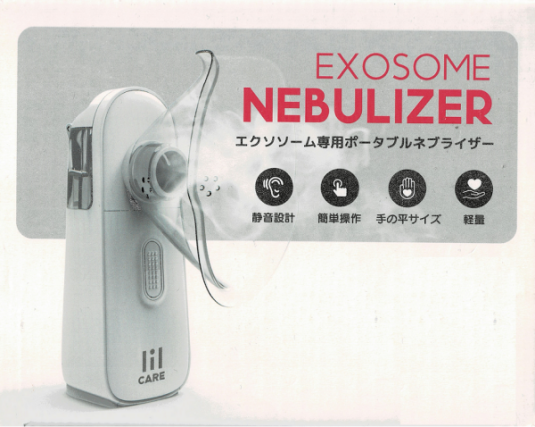 EXOSOME
NEBULIZER
エクソソーム専用ポータブルネブライザー
静音設計 簡単操作 手の平サイズ 軽量
lil
CARE